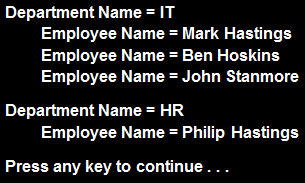 Department Name = IT
Employee Name = Mark Hastings
Employee Name = Ben Hoskins
Employee Name = John Stanmore
Department Name = HR
Employee Name = Philip Hastings
Press any key to continue . . .